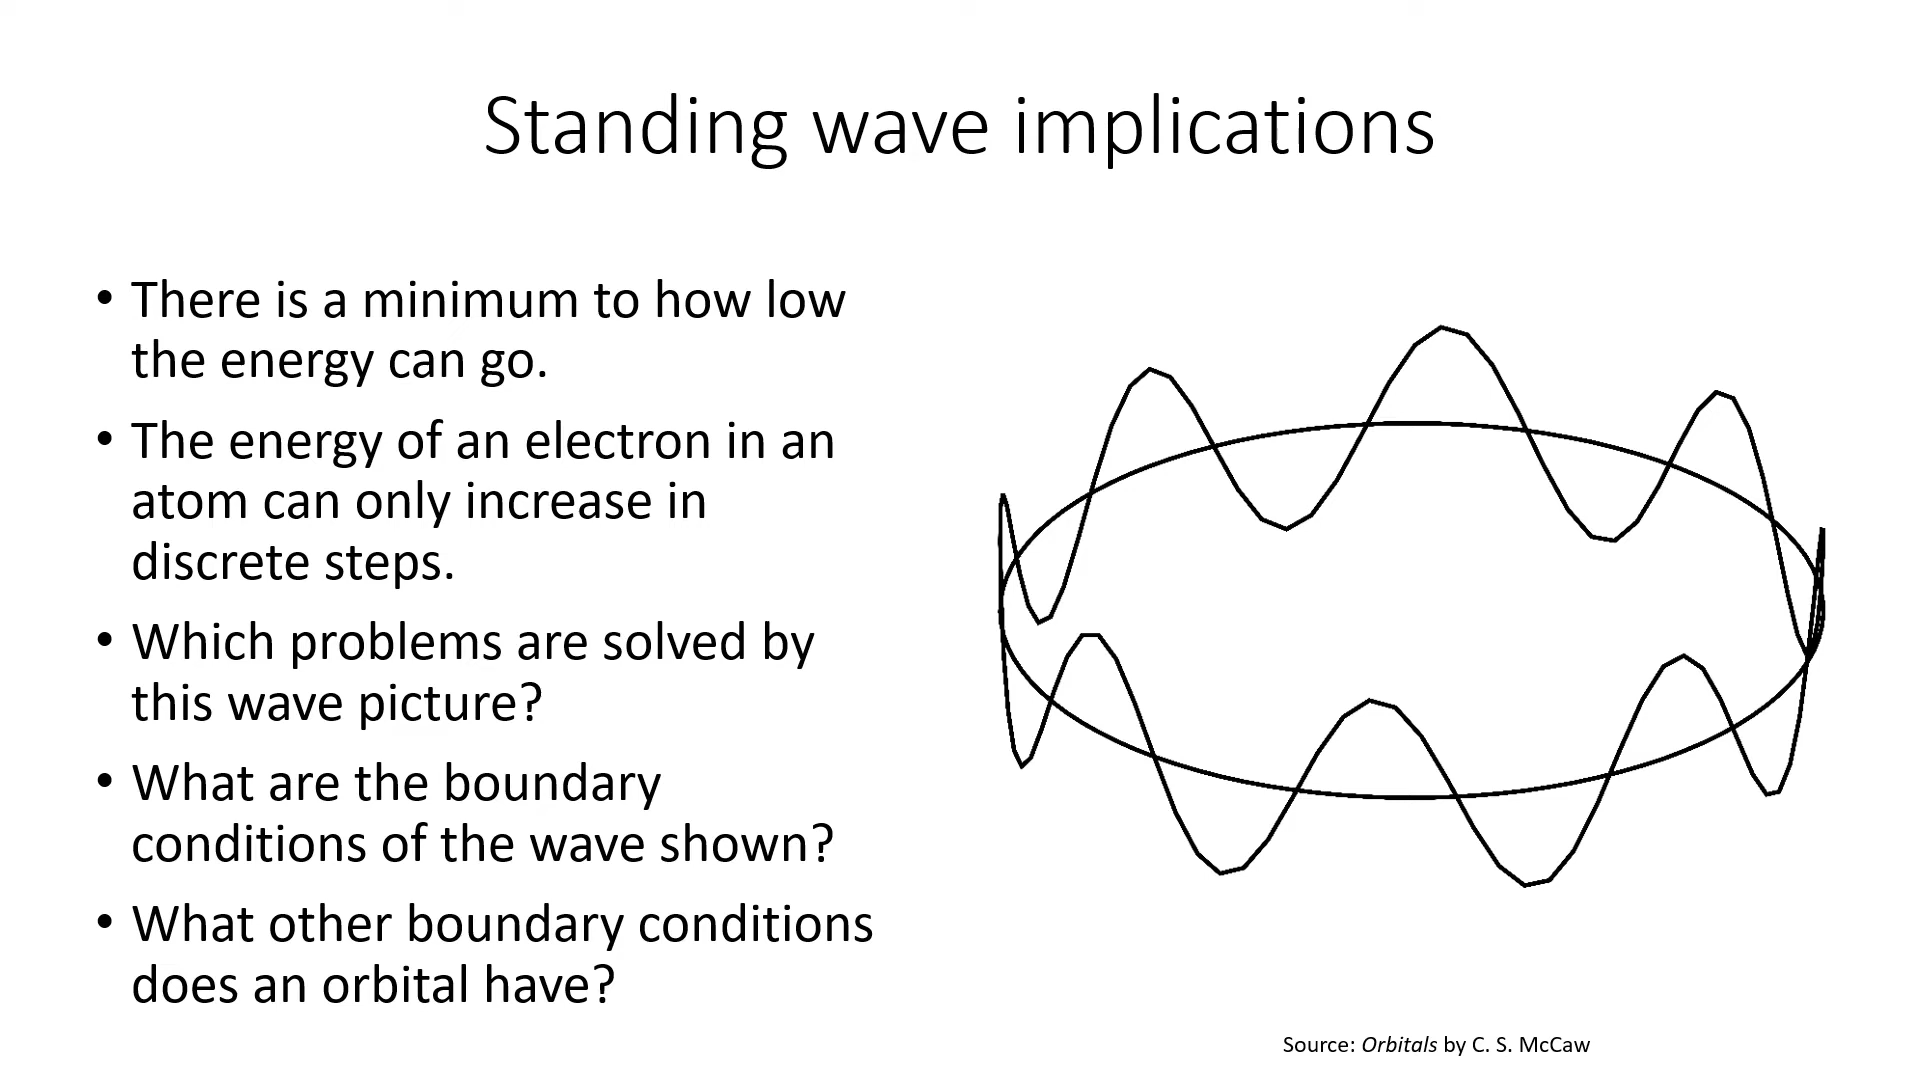 Standing wave implications
• There is a minimum to how low
the energy can go.
• The energy of an electron in an
atom can only increase in
discrete steps.
• Which problems are solved by
this wave picture?
• What are the boundary
conditions of the wave shown?
• What other boundary conditions
does an orbital have?
Source: Orbitals by C. S. McCaw